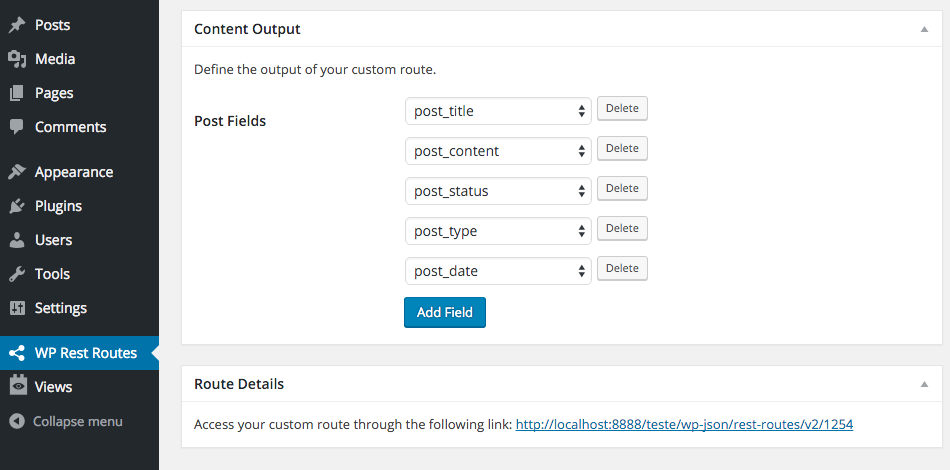 Posts
Media
Pages
Comments
Appearance
Plugins
Users
Tools
Settings
WP Rest Routes
Views
Collapse menu
Content Output
Define the output of your custom route.
Post Fields
post_title Delete
post_content Delete
post_status Delete
post_type Delete
post_date Delete
Add Field
Route Details
Access your custom route through the following link: http://localhost:8888/teste/wp-json/rest-routes/v2/1254